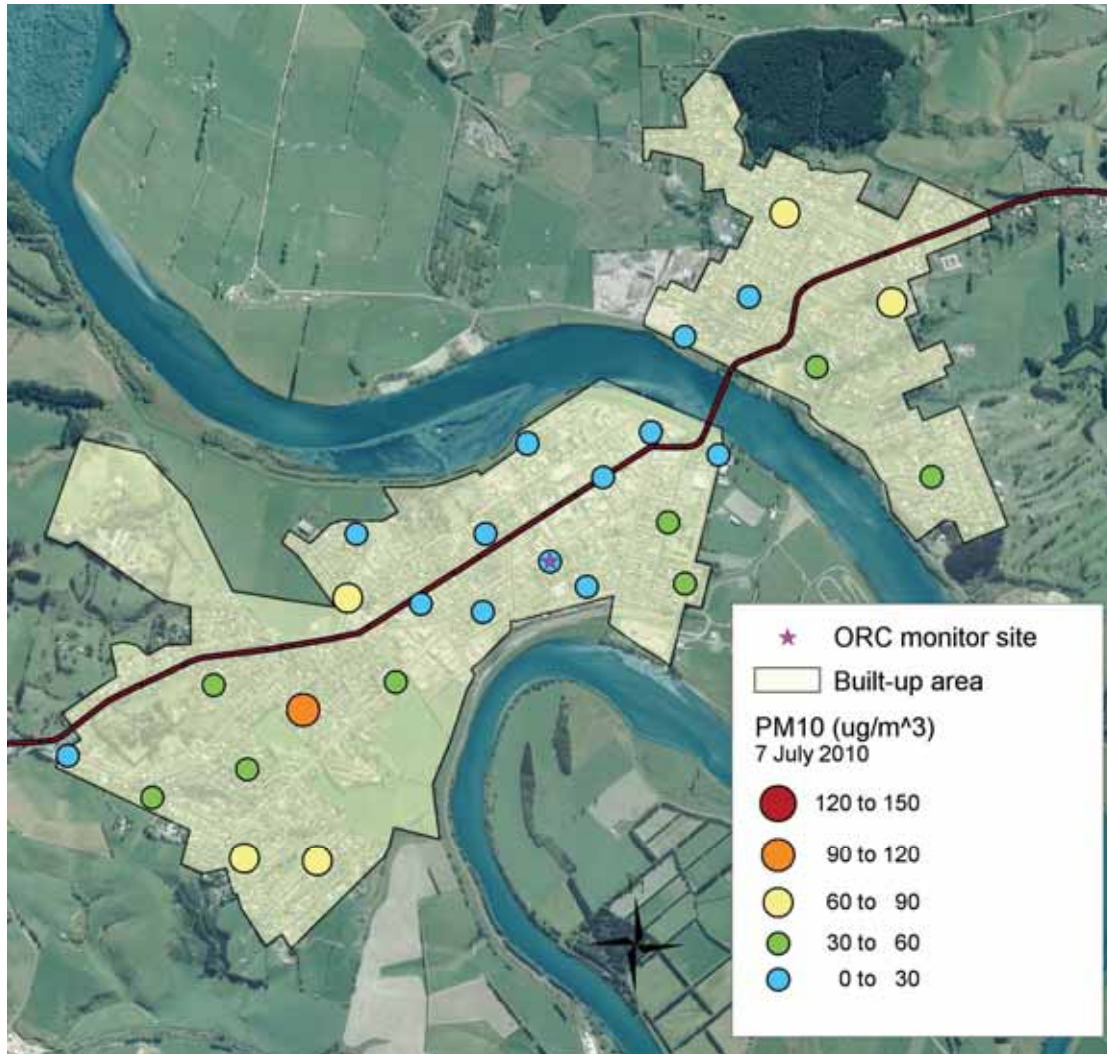 ORC monitor site
Built-up area
PM10 (ug/m^3)
7 July 2010
120 to 150
90 to 120
60 to 90
30 to 60
0 to 30